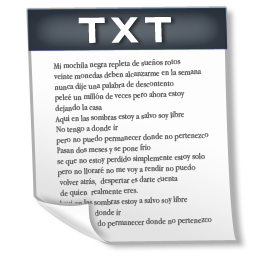 TXT
Mi mochila negra repleta de sueños rotos
veinte monedas deben alcanzarme en la semana
nunca dije una palabra de descontento
peleé un millón de veces pero ahora estoy
dejando la casa
Aquí en las sombras estoy a salvo soy libre
No tengo a donde ir
pero no puedo permanecer donde no pertenezco
Pasan dos meses y se pone frío
se que no estoy perdido simplemente estoy solo
pero no lloraré no me voy a rendir no puedo
volver atrás, despertar es darte cuenta
de quien realmente eres.
en las sombras estoy a salvo soy libre
donde ir
do permanecer donde no pertenezco